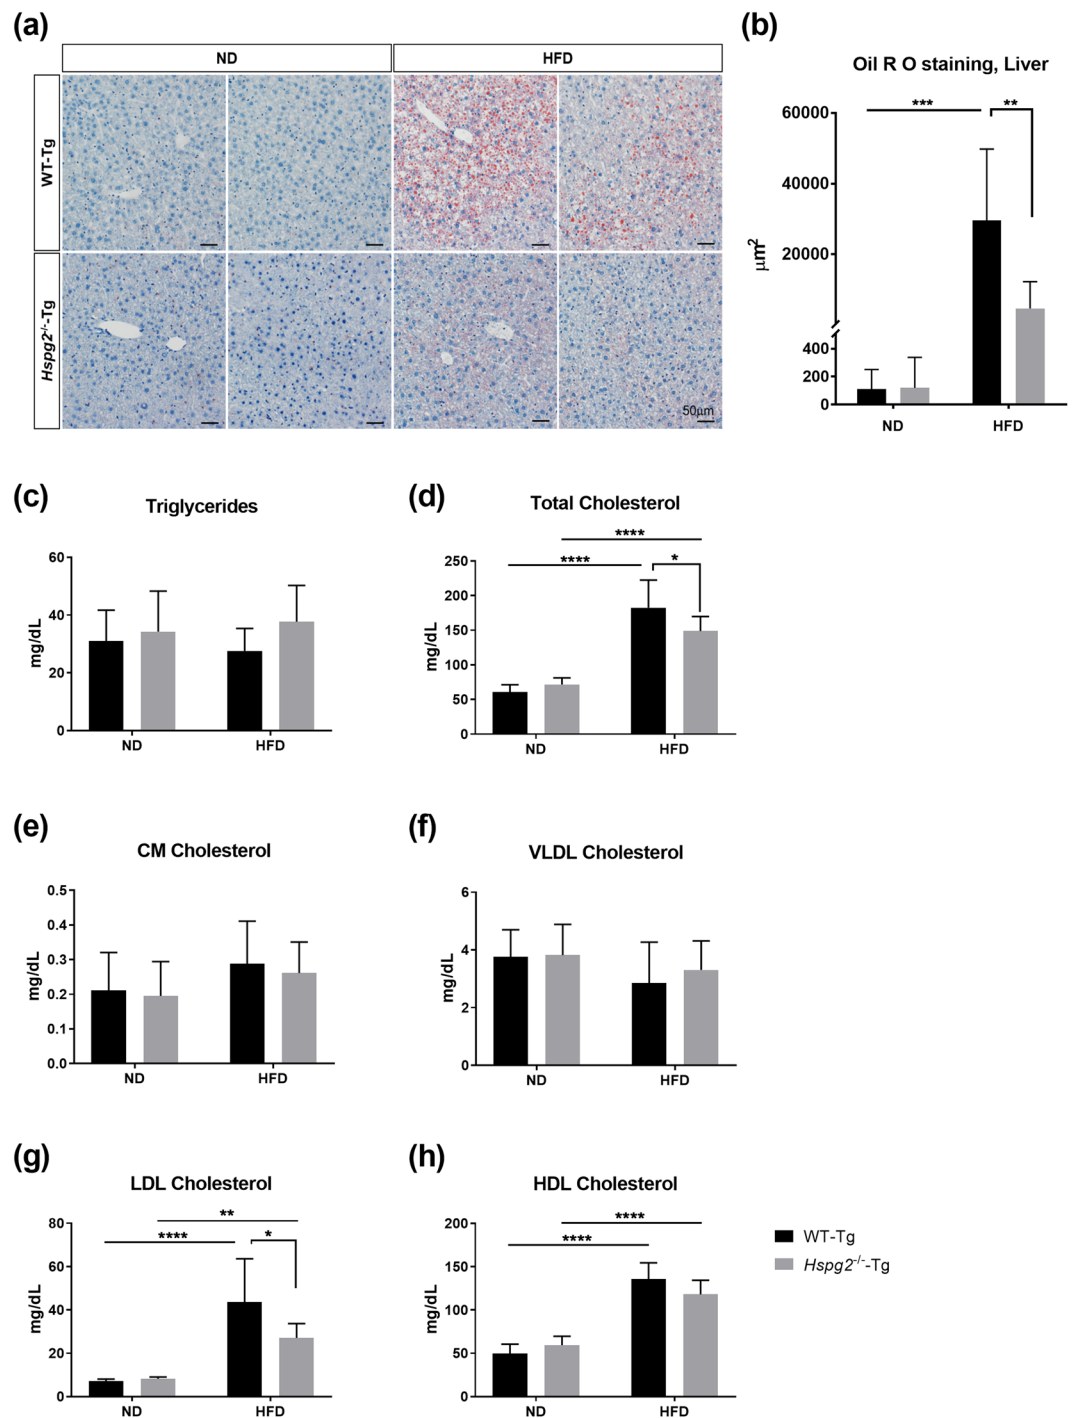 (a)
ND
HFD
WT-Tg
Hspg2-/--Tg
50μm
(b)
Oil R O staining, Liver
***
**
μm2
60000
40000
20000
400
200
0
ND
HFD
(c)
Triglycerides
mg/dL
60
40
20
0
ND
HFD
(d)
Total Cholesterol
****
****
*
mg/dL
250
200
150
100
50
0
ND
HFD
(e)
CM Cholesterol
mg/dL
0.5
0.4
0.3
0.2
0.1
0.0
ND
HFD
(f)
VLDL Cholesterol
mg/dL
6
4
2
0
ND
HFD
(g)
LDL Cholesterol
**
****
*
mg/dL
80
60
40
20
0
ND
HFD
(h)
HDL Cholesterol
****
****
mg/dL
200
150
100
50
0
ND
HFD
WT-Tg
Hspg2-/--Tg